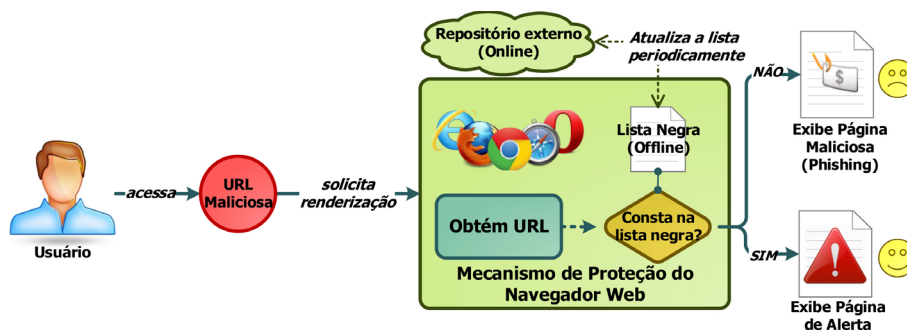 Repositório externo
(Online)
Atualiza a lista
periodicamente
NÃO
Exibe Página
Maliciosa
(Phishing)
Lista Negra
(Offline)
Usuário
acessa
URL
Maliciosa
solicita
renderização
Obtém URL
Consta na
lista negra?
Mecanismo de Proteção do
Navegador Web
SIM
Exibe Página
de Alerta
$
!